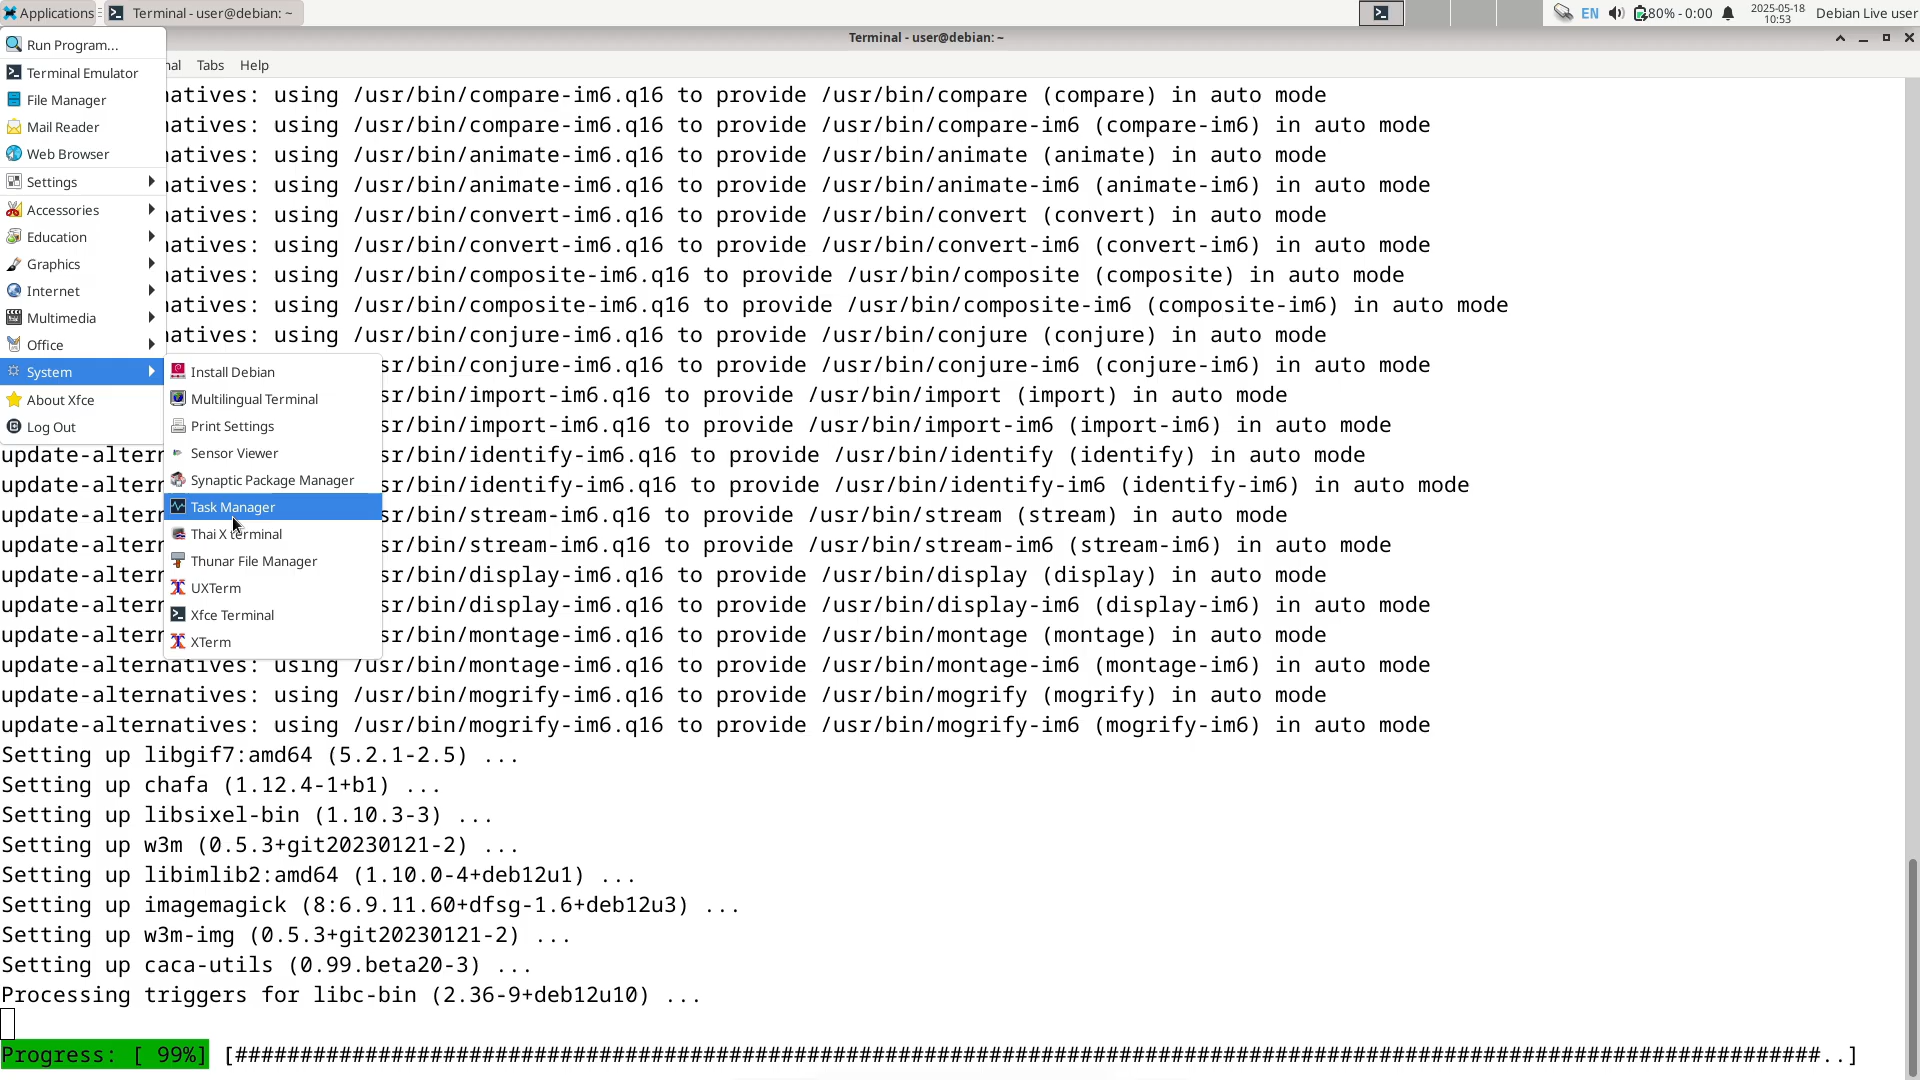 Applications
Terminal - user@debian: ~
EN
80% - 0:00
2025-05-18
10:53
Debian Live user
Terminal - user@debian: ~
Run Program...
Terminal Emulator
File Manager
Mail Reader
Web Browser
Settings
Accessories
Education
Graphics
Internet
Multimedia
Office
System
About Xfce
Log Out
Install Debian
Multilingual Terminal
Print Settings
Sensor Viewer
Synaptic Package Manager
Task Manager
Thai X terminal
Thunar File Manager
UXTerm
Xfce Terminal
XTerm
nal Tabs Help
natives: using /usr/bin/compare-im6.q16 to provide /usr/bin/compare (compare) in auto mode
natives: using /usr/bin/compare-im6.q16 to provide /usr/bin/compare-im6 (compare-im6) in auto mode
natives: using /usr/bin/animate-im6.q16 to provide /usr/bin/animate (animate) in auto mode
natives: using /usr/bin/animate-im6.q16 to provide /usr/bin/animate-im6 (animate-im6) in auto mode
natives: using /usr/bin/convert-im6.q16 to provide /usr/bin/convert (convert) in auto mode
natives: using /usr/bin/convert-im6.q16 to provide /usr/bin/convert-im6 (convert-im6) in auto mode
natives: using /usr/bin/composite-im6.q16 to provide /usr/bin/composite (composite) in auto mode
natives: using /usr/bin/composite-im6.q16 to provide /usr/bin/composite-im6 (composite-im6) in auto mode
natives: using /usr/bin/conjure-im6.q16 to provide /usr/bin/conjure (conjure) in auto mode
sr/bin/conjure-im6.q16 to provide /usr/bin/conjure-im6 (conjure-im6) in auto mode
sr/bin/import-im6.q16 to provide /usr/bin/import (import) in auto mode
sr/bin/import-im6.q16 to provide /usr/bin/import-im6 (import-im6) in auto mode
update-altern sr/bin/identify-im6.q16 to provide /usr/bin/identify (identify) in auto mode
update-altern sr/bin/identify-im6.q16 to provide /usr/bin/identify-im6 (identify-im6) in auto mode
update-altern sr/bin/stream-im6.q16 to provide /usr/bin/stream (stream) in auto mode
update-altern sr/bin/stream-im6.q16 to provide /usr/bin/stream-im6 (stream-im6) in auto mode
update-altern sr/bin/display-im6.q16 to provide /usr/bin/display (display) in auto mode
update-altern sr/bin/display-im6.q16 to provide /usr/bin/display-im6 (display-im6) in auto mode
update-altern sr/bin/montage-im6.q16 to provide /usr/bin/montage (montage) in auto mode
update-alternatives: using /usr/bin/montage-im6.q16 to provide /usr/bin/montage-im6 (montage-im6) in auto mode
update-alternatives: using /usr/bin/mogrify-im6.q16 to provide /usr/bin/mogrify (mogrify) in auto mode
update-alternatives: using /usr/bin/mogrify-im6.q16 to provide /usr/bin/mogrify-im6 (mogrify-im6) in auto mode
Setting up libgif7:amd64 (5.2.1-2.5) ...
Setting up chafa (1.12.4-1+b1) ...
Setting up libsixel-bin (1.10.3-3) ...
Setting up w3m (0.5.3+git20230121-2) ...
Setting up libimlib2:amd64 (1.10.0-4+deb12u1) ...
Setting up imagemagick (8:6.9.11.60+dfsg-1.6+deb12u3) ...
Setting up w3m-img (0.5.3+git20230121-2) ...
Setting up caca-utils (0.99.beta20-3) ...
Processing triggers for libc-bin (2.36-9+deb12u10) ...
Progress: [ 99%] [##########################################################################################################################..]